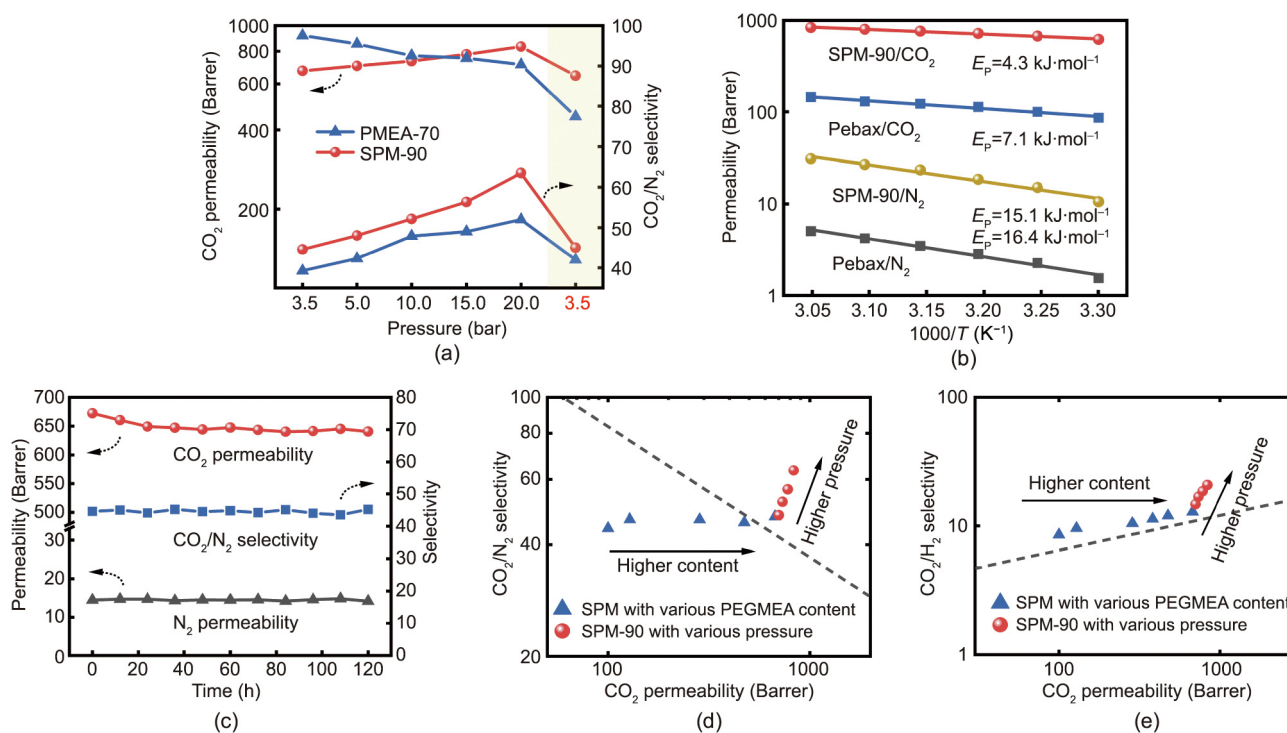 1000
800
600
400
200
CO₂ permeability (Barrer)
PMEA-70
SPM-90
100
90
80
70
60
50
40
CO₂/N₂ selectivity
3.5 5.0 10.0 15.0 20.0 3.5
Pressure (bar)
(a)
1000
100
10
1
Permeability (Barrer)
SPM-90/CO₂
E_P=4.3 kJ·mol⁻¹
Pebax/CO₂
E_P=7.1 kJ·mol⁻¹
SPM-90/N₂
E_P=15.1 kJ·mol⁻¹
E_P=16.4 kJ·mol⁻¹
Pebax/N₂
3.05 3.10 3.15 3.20 3.25 3.30
1000/T (K⁻¹)
(b)
700
650
600
550
500
30
15
10
0
Permeability (Barrer)
CO₂ permeability
CO₂/N₂ selectivity
N₂ permeability
80
70
60
50
40
30
20
10
0
Selectivity
0 20 40 60 80 100 120
Time (h)
(c)
100
80
60
40
20
CO₂/N₂ selectivity
Higher pressure
Higher content
SPM with various PEGMEA content
SPM-90 with various pressure
100 1000
CO₂ permeability (Barrer)
(d)
100
10
1
CO₂/H₂ selectivity
Higher content
Higher pressure
SPM with various PEGMEA content
SPM-90 with various pressure
100 1000
CO₂ permeability (Barrer)
(e)